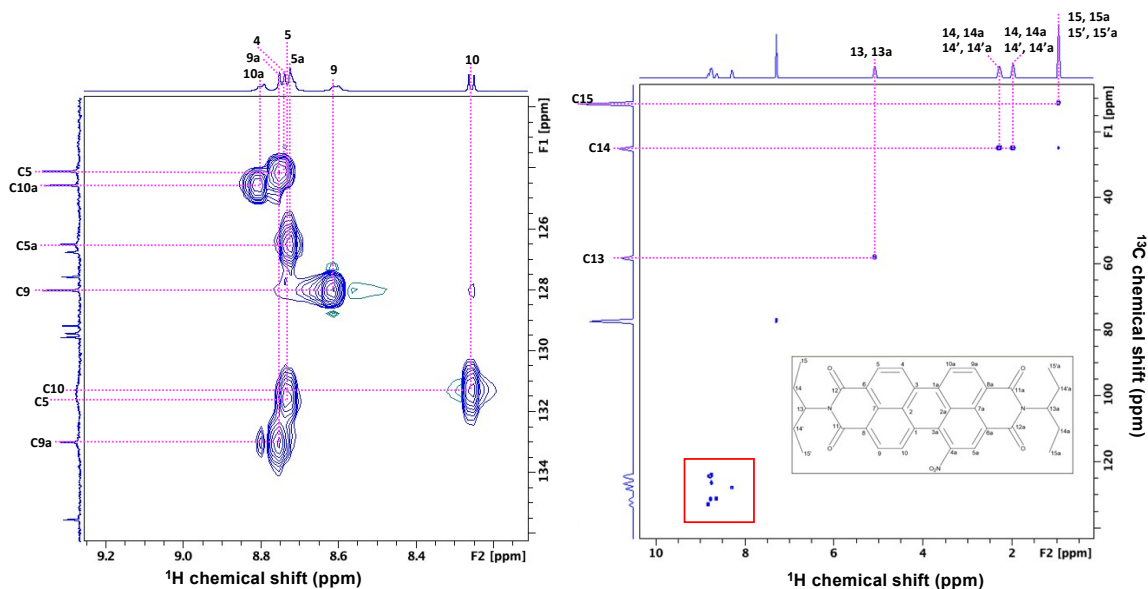 4
5
9a
5a
9
10
10a
C5
C10a
C5a
C9
C10
C5
C9a
F1 [ppm]
126
128
130
132
134
9.2
9.0
8.8
8.6
8.4
F2 [ppm]
¹H chemical shift (ppm)
15, 15a
15', 15'a
14, 14a
14', 14'a
14, 14a
14', 14'a
13, 13a
C15
C14
C13
F1 [ppm]
40
60
80
100
120
¹³C chemical shift (ppm)
10
8
6
4
2
F2 [ppm]
¹H chemical shift (ppm)
15
5
4
10a
9a
15'a
O
O
14
12
6
3
1a
8a
11a
14'a
N
13
7
2
2a
7a
N
13a
14'
11
8
1
3a
6a
12a
14a
O
15'
9
10
4a
5a
O
15a
O₂N